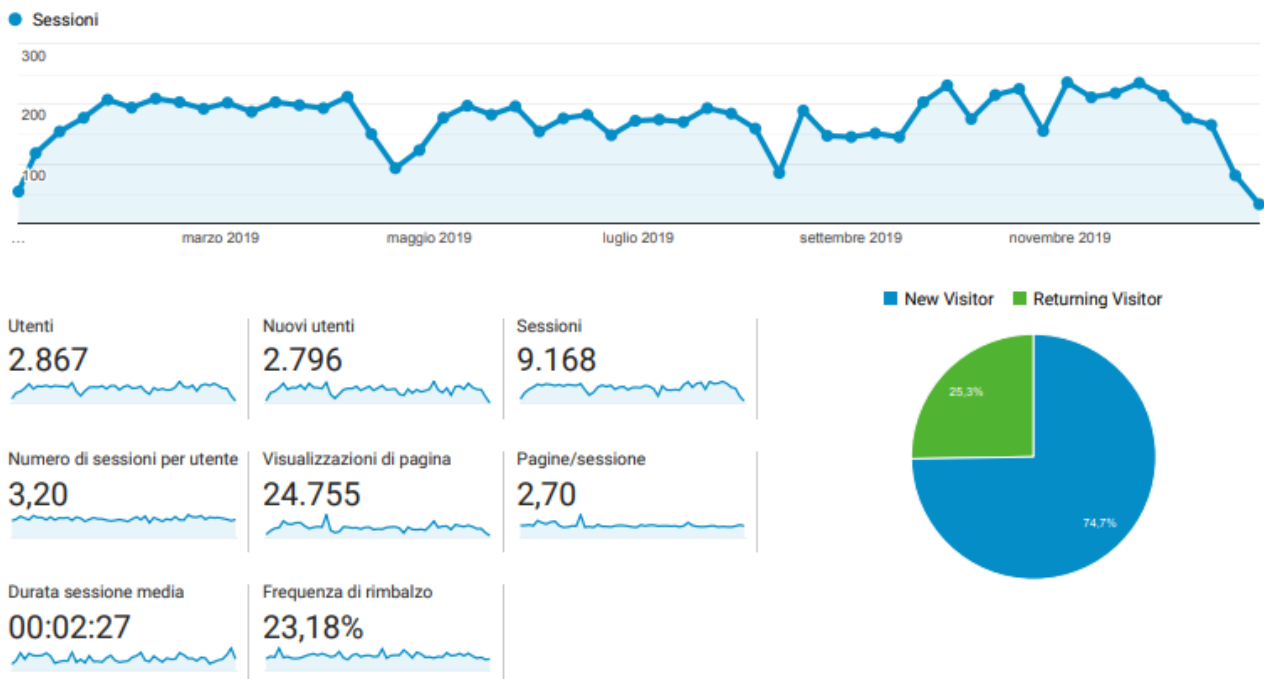 Sessioni
300
200
100
...
marzo 2019
maggio 2019
luglio 2019
settembre 2019
novembre 2019
New Visitor
Returning Visitor
25,3%
74,7%
Utenti
2.867
Nuovi utenti
2.796
Sessioni
9.168
Numero di sessioni per utente
3,20
Visualizzazioni di pagina
24.755
Pagine/sessione
2,70
Durata sessione media
00:02:27
Frequenza di rimbalzo
23,18%